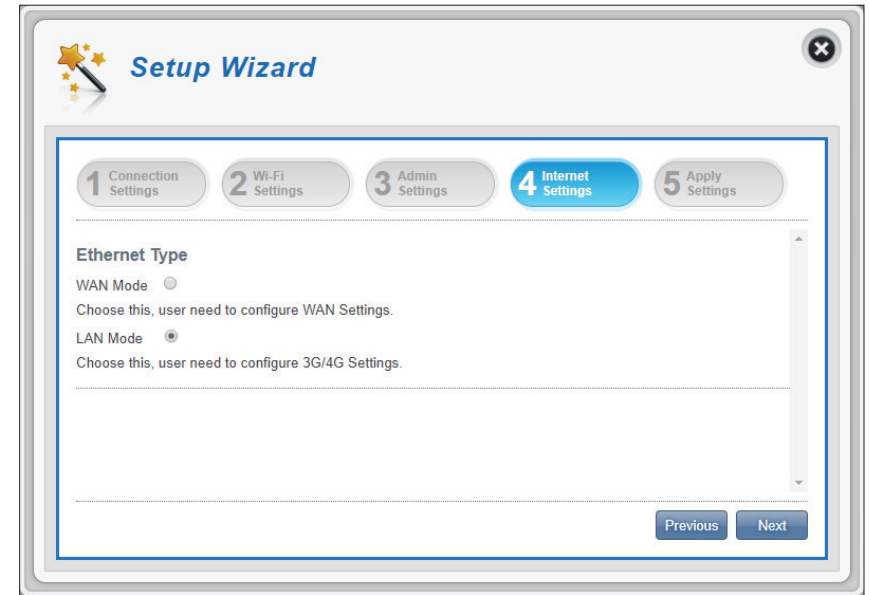 Setup Wizard
1 Connection Settings
2 Wi-Fi Settings
3 Admin Settings
4 Internet Settings
5 Apply Settings
Ethernet Type
WAN Mode
Choose this, user need to configure WAN Settings.
LAN Mode
Choose this, user need to configure 3G/4G Settings.
Previous Next